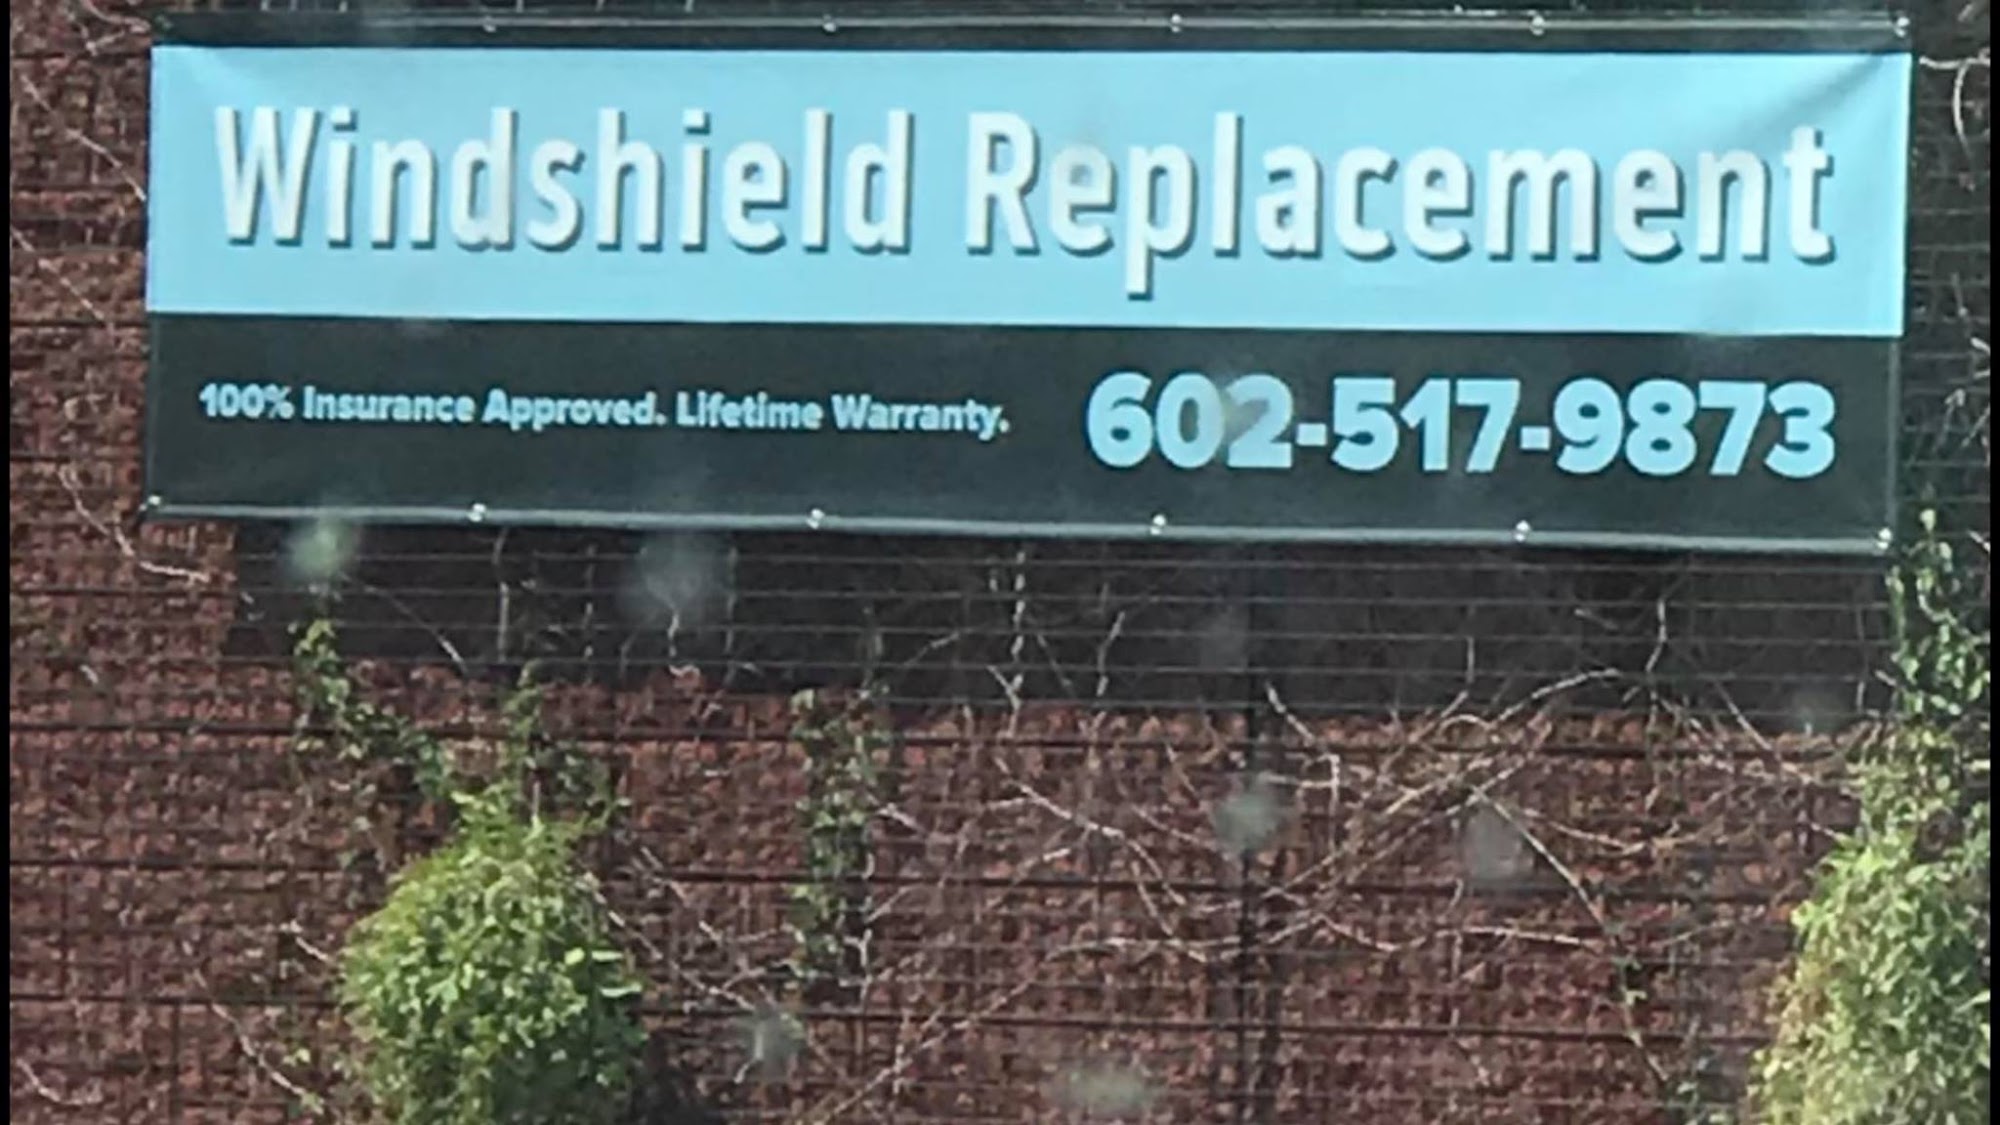 Windshield Replacement
100% Insurance Approved. Lifetime Warranty. 602-517-9873